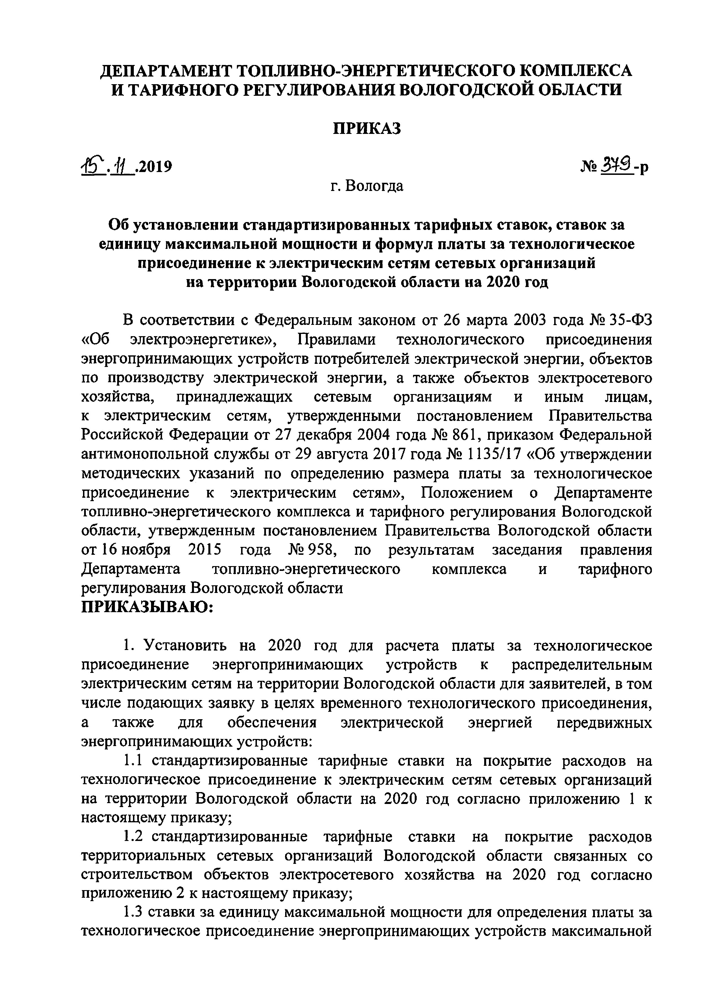 ДЕПАРТАМЕНТ ТОПЛИВНО-ЭНЕРГЕТИЧЕСКОГО КОМПЛЕКСА
И ТАРИФНОГО РЕГУЛИРОВАНИЯ ВОЛОГОДСКОЙ ОБЛАСТИ
ПРИКАЗ
15.11.2019 № 379-р
г. Вологда
Об установлении стандартизированных тарифных ставок, ставок за
единицу максимальной мощности и формул платы за технологическое
присоединение к электрическим сетям сетевых организаций
на территории Вологодской области на 2020 год
В соответствии с Федеральным законом от 26 марта 2003 года № 35-ФЗ
«Об электроэнергетике», Правилами технологического присоединения
энергопринимающих устройств потребителей электрической энергии, объектов
по производству электрической энергии, а также объектов электросетевого
хозяйства, принадлежащих сетевым организациям и иным лицам,
к электрическим сетям, утвержденными постановлением Правительства
Российской Федерации от 27 декабря 2004 года № 861, приказом Федеральной
антимонопольной службы от 29 августа 2017 года № 1135/17 «Об утверждении
методических указаний по определению размера платы за технологическое
присоединение к электрическим сетям», Положением о Департаменте
топливно-энергетического комплекса и тарифного регулирования Вологодской
области, утвержденным постановлением Правительства Вологодской области
от 16 ноября 2015 года № 958, по результатам заседания правления
Департамента топливно-энергетического комплекса и тарифного
регулирования Вологодской области
ПРИКАЗЫВАЮ:
1. Установить на 2020 год для расчета платы за технологическое
присоединение энергопринимающих устройств к распределительным
электрическим сетям на территории Вологодской области для заявителей, в том
числе подающих заявку в целях временного технологического присоединения,
а также для обеспечения электрической энергией передвижных
энергопринимающих устройств:
1.1 стандартизированные тарифные ставки на покрытие расходов на
технологическое присоединение к электрическим сетям сетевых организаций
на территории Вологодской области на 2020 год согласно приложению 1 к
настоящему приказу;
1.2 стандартизированные тарифные ставки на покрытие расходов
территориальных сетевых организаций Вологодской области связанных со
строительством объектов электросетевого хозяйства на 2020 год согласно
приложению 2 к настоящему приказу;
1.3 ставки за единицу максимальной мощности для определения платы за
технологическое присоединение энергопринимающих устройств максимальной